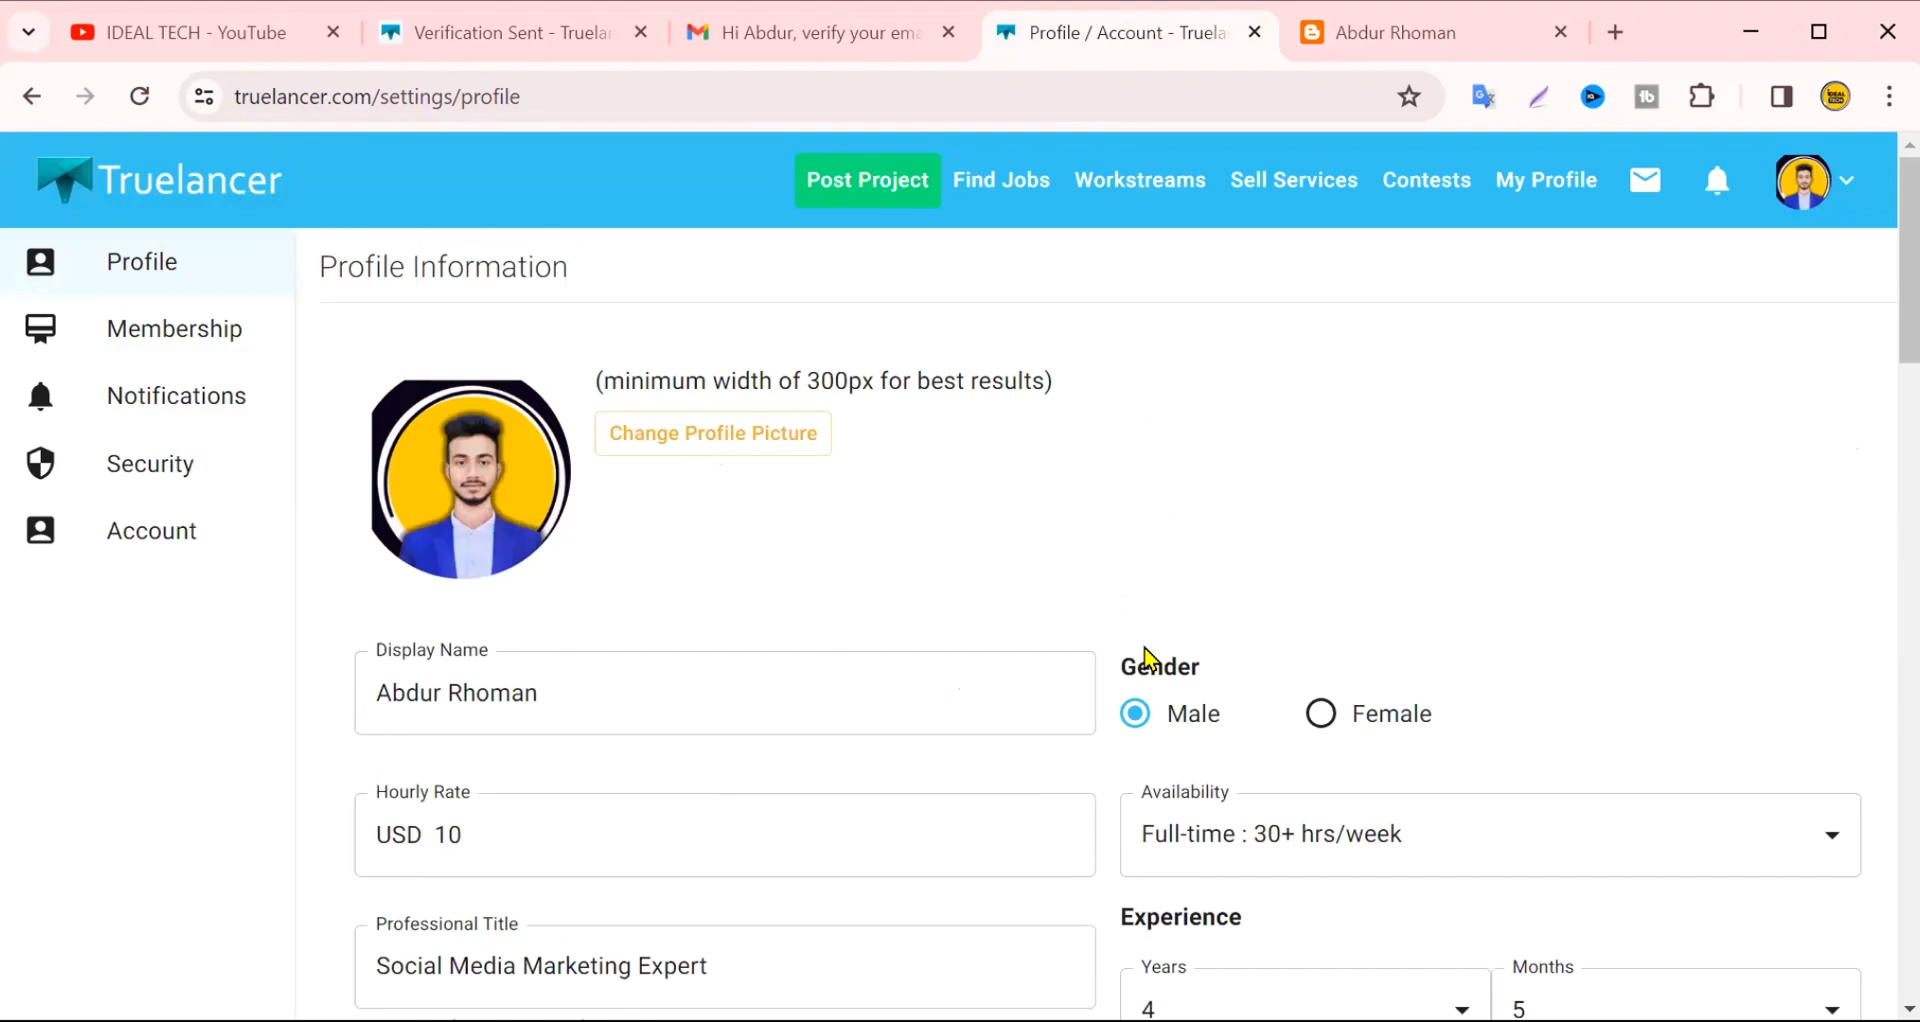 IDEAL TECH - YouTube
Verification Sent - Truela
Hi Abdur, verify your ema
Profile / Account - Truela
Abdur Rhoman
truelancer.com/settings/profile
Truelancer
Post Project
Find Jobs
Workstreams
Sell Services
Contests
My Profile
Profile
Membership
Notifications
Security
Account
Profile Information
(minimum width of 300px for best results)
Change Profile Picture
Display Name
Abdur Rhoman
Gender
Male
Female
Hourly Rate
USD 10
Availability
Full-time : 30+ hrs/week
Professional Title
Social Media Marketing Expert
Experience
Years
4
Months
5